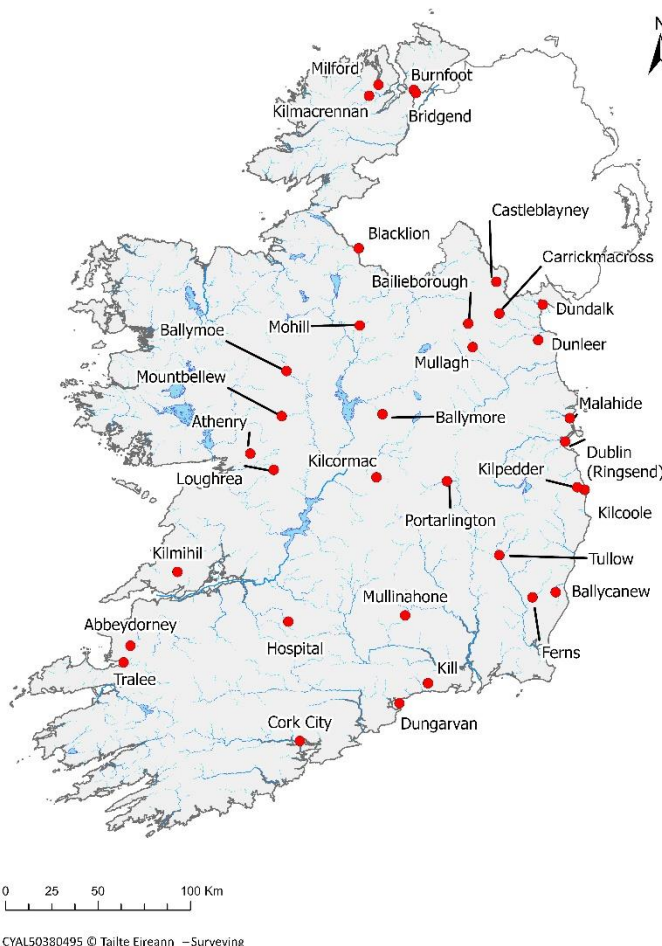 N
Milford
Burnfoot
Kilmacrennan
Bridgend
Castleblayney
Blacklion
Carrickmacross
Bailieborough
Dundalk
Ballymoe
Mohill
Dunleer
Mullagh
Mountbellew
Malahide
Athenry
Ballymore
Dublin
(Ringsend)
Kilcormac
Kilpedder
Loughrea
Kilcoole
Portarlington
Kilmihil
Tullow
Mullinahone
Ballycanew
Abbeydorney
Hospital
Ferns
Tralee
Kill
Cork City
Dungarvan
0 25 50 100 Km
CYAL50380495 © Tailte Eireann –Surveying